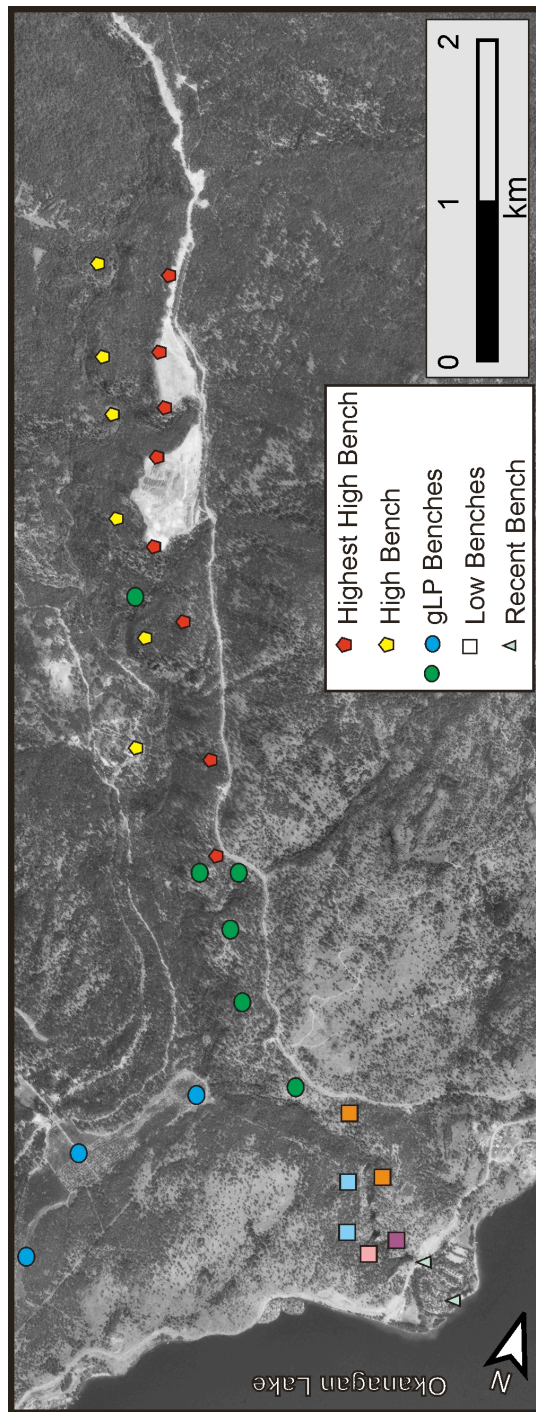 0 1 2
km
Highest High Bench
High Bench
gLP Benches
Low Benches
Recent Bench
Okanagan Lake
N